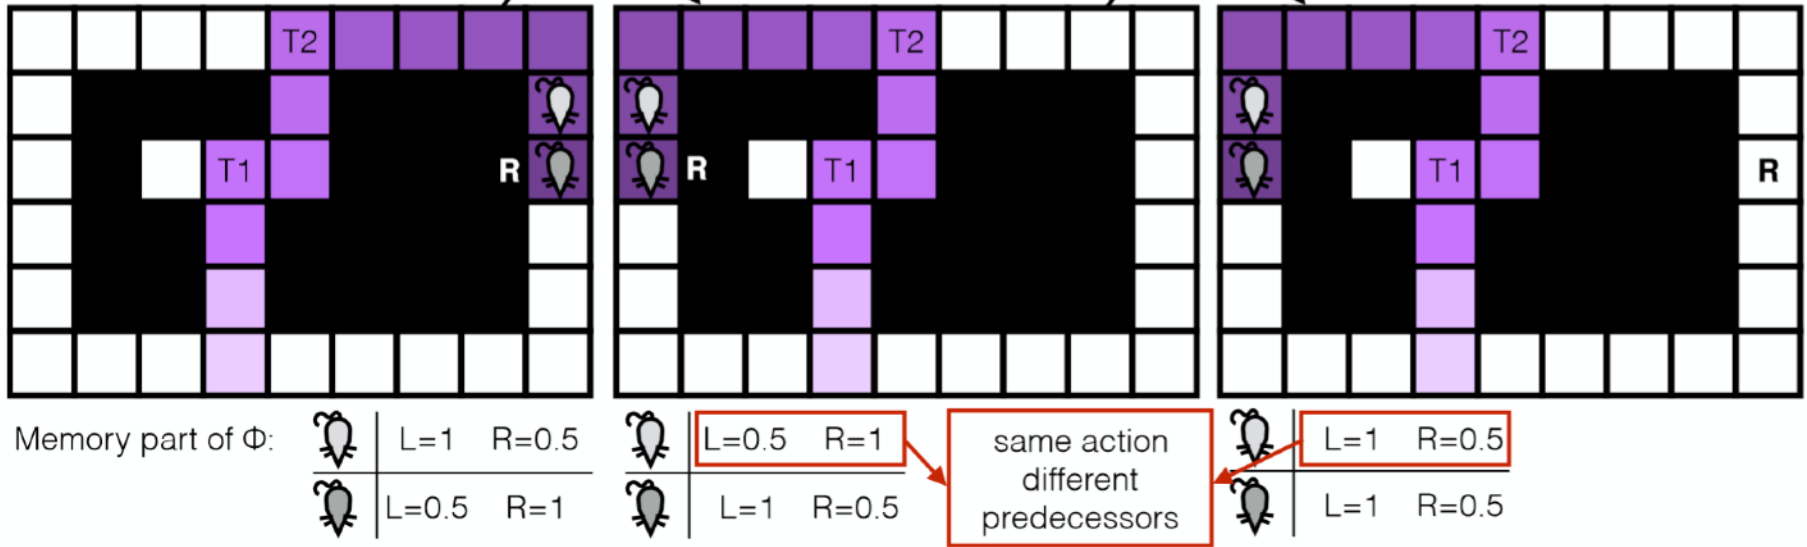 T2
T2
T2
T1
R
R
T1
T1
R
Memory part of Φ:
L=1 R=0.5
L=0.5 R=1
L=0.5 R=1
L=1 R=0.5
same action
different
predecessors
L=1 R=0.5
L=1 R=0.5